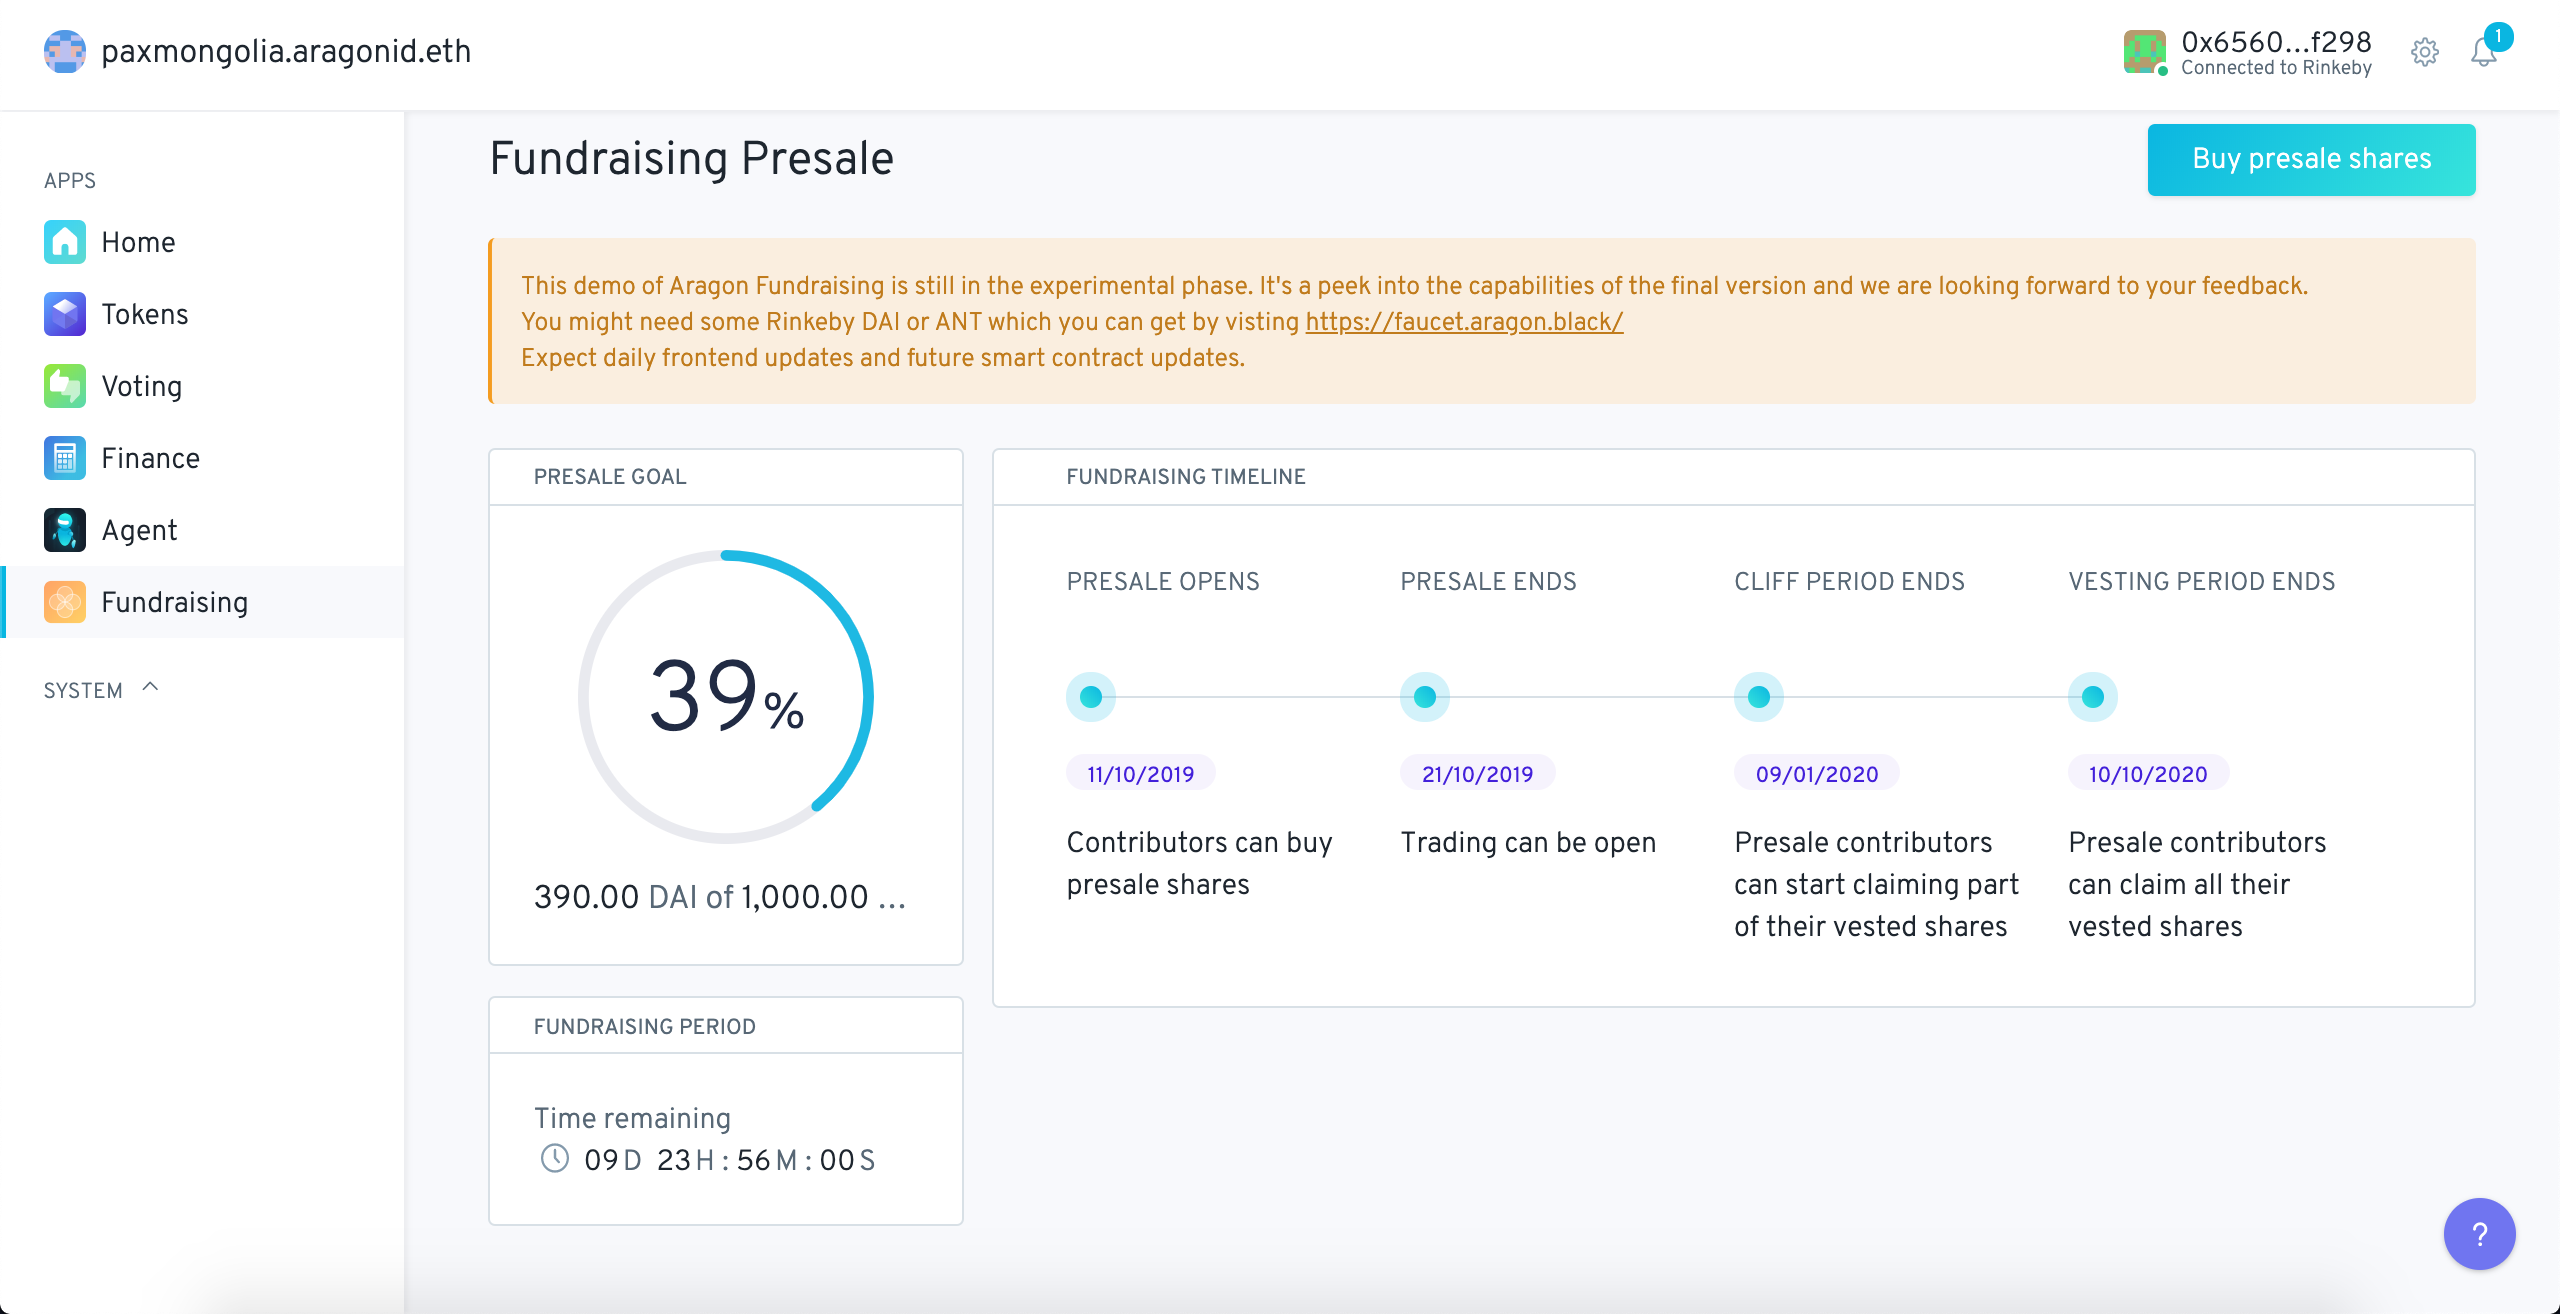 paxmongolia.aragonid.eth
0x6560...f298
Connected to Rinkeby
1
APPS
Home
Tokens
Voting
Finance
Agent
Fundraising
SYSTEM
Fundraising Presale
Buy presale shares
This demo of Aragon Fundraising is still in the experimental phase. It's a peek into the capabilities of the final version and we are looking forward to your feedback.
You might need some Rinkeby DAI or ANT which you can get by visting https://faucet.aragon.black/
Expect daily frontend updates and future smart contract updates.
PRESALE GOAL
39%
390.00 DAI of 1,000.00 ...
FUNDRAISING PERIOD
Time remaining
09D 23H : 56M : 00S
FUNDRAISING TIMELINE
PRESALE OPENS
11/10/2019
Contributors can buy
presale shares
PRESALE ENDS
21/10/2019
Trading can be open
CLIFF PERIOD ENDS
09/01/2020
Presale contributors
can start claiming part
of their vested shares
VESTING PERIOD ENDS
10/10/2020
Presale contributors
can claim all their
vested shares
?